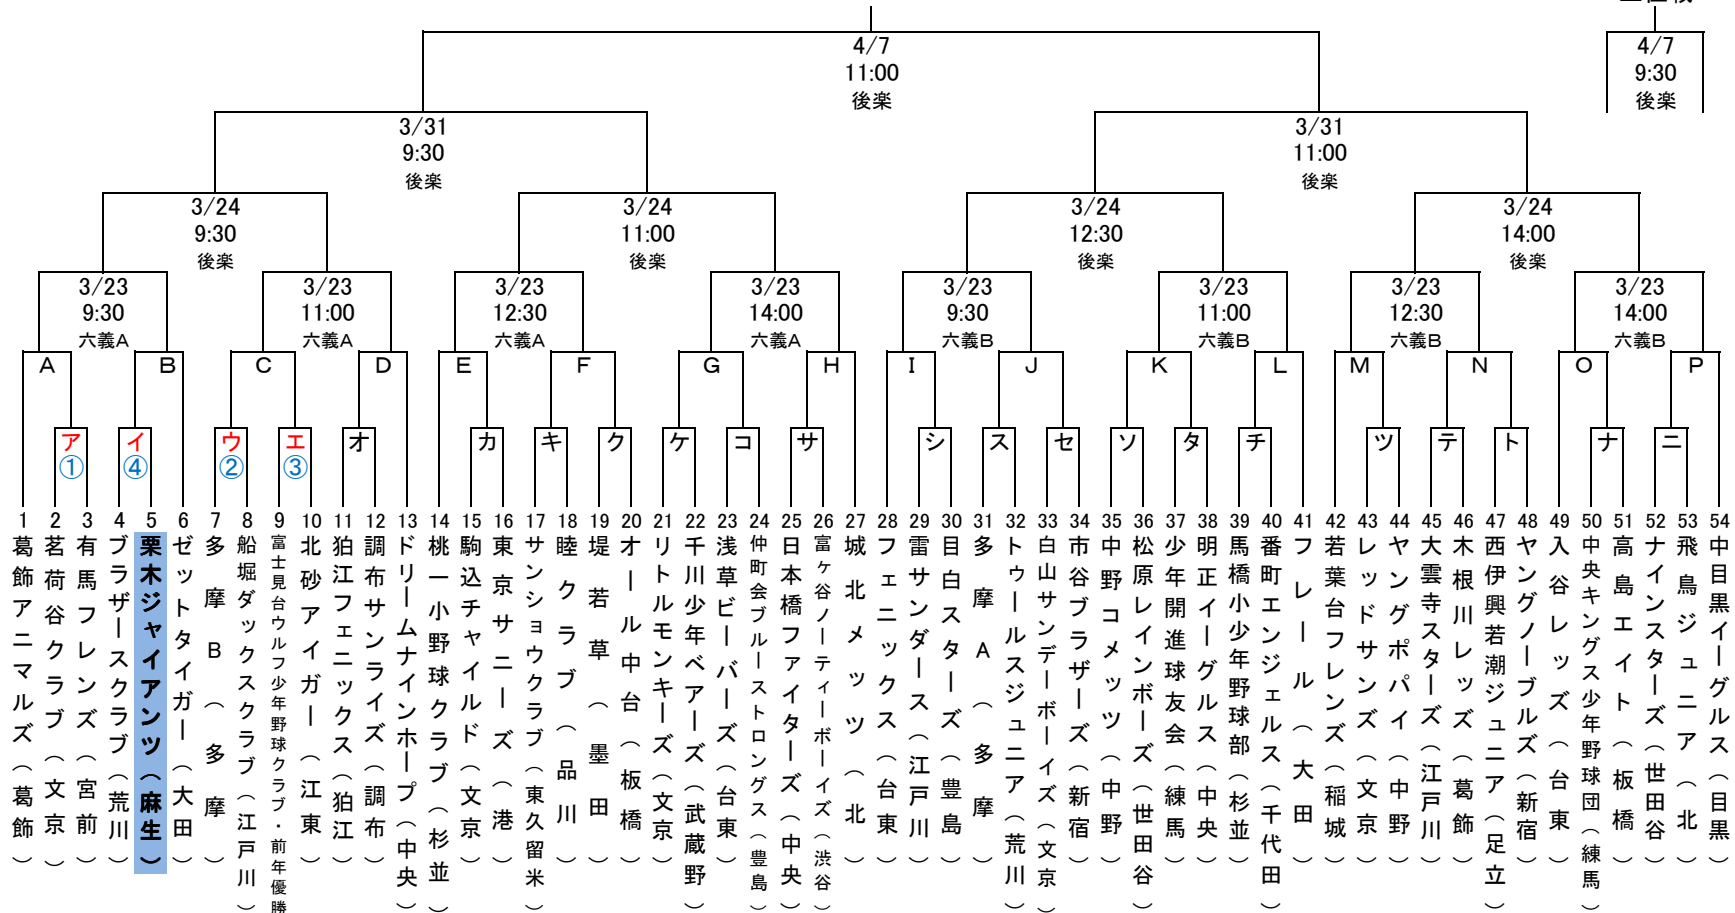 三位戦
4/7
11:00
後楽
4/7
9:30
後楽
3/31
9:30
後楽
3/31
11:00
後楽
3/24
9:30
後楽
3/24
11:00
後楽
3/24
12:30
後楽
3/24
14:00
後楽
3/23
9:30
六義A
3/23
11:00
六義A
3/23
12:30
六義A
3/23
14:00
六義A
3/23
9:30
六義B
3/23
11:00
六義B
3/23
12:30
六義B
3/23
14:00
六義B
A B C D E F G H I J K L M N O P
ア イ ウ エ オ カ キ ク ケ コ サ シ ス セ ソ タ チ ツ テ ト ナ ニ
① ④ ② ③
1 葛飾アニマルズ(葛飾)
2 茗荷谷クラブ(文京)
3 有馬フレンズ(宮前)
4 ブラザースクラブ(荒川)
5 栗木ジャイアンツ(麻生)
6 ゼットタイガー(大田)
7 多摩B(多摩)
8 船堀ダックスクラブ(江戸川)
9 富士見台ウルフ少年野球クラブ・前年優勝
10 北砂アイガー(江東)
11 狛江フェニックス(狛江)
12 調布サンライズ(調布)
13 ドリームナインホープ(中央)
14 桃一小野球クラブ(杉並)
15 駒込チャイルド(文京)
16 東京サニーズ(港)
17 サンショウクラブ(東久留米)
18 睦クラブ(品川)
19 堤若草(墨田)
20 オール中台(板橋)
21 リトルモンキーズ(文京)
22 千川少年ベアーズ(武蔵野)
23 浅草ビーバーズ(台東)
24 仲町会ブルーストロングス(豊島)
25 日本橋ファイターズ(中央)
26 富ヶ谷ノーティーボーイズ(渋谷)
27 城北メッツ(北)
28 フェニックス(台東)
29 雷サンダース(江戸川)
30 目白スターズ(豊島)
31 多摩A(多摩)
32 トゥールスジュニア(荒川)
33 白山サンデーボーイズ(文京)
34 市谷ブラザーズ(新宿)
35 中野コメッツ(中野)
36 松原レインボーズ(世田谷)
37 少年開進球友会(練馬)
38 明正イーグルス(中央)
39 馬橋小少年野球部(杉並)
40 番町エンジェルス(千代田)
41 フレール(大田)
42 若葉台フレンズ(稲城)
43 レッドサンズ(文京)
44 ヤングポパイ(中野)
45 大雲寺スターズ(江戸川)
46 木根川レッズ(葛飾)
47 西伊興若潮ジュニア(足立)
48 ヤングノーブルズ(新宿)
49 入谷レッズ(台東)
50 中央キングス少年野球団(練馬)
51 高島エイト(板橋)
52 ナインスターズ(世田谷)
53 飛鳥ジュニア(北)
54 中目黒イーグルス(目黒)